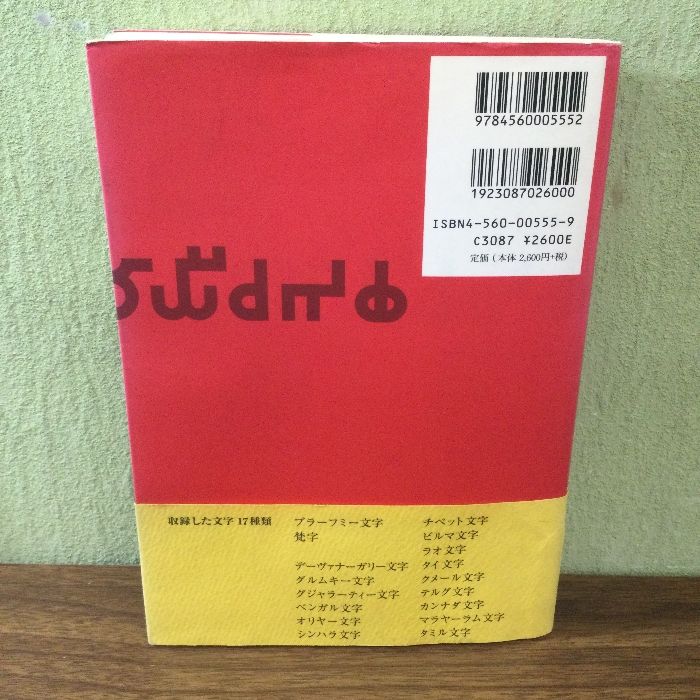 9784560005552
1923087026000
ISBN4-560-00555-9
C3087 ¥2600E
定価(本体2,600円+税)
収録した文字17種類
ブラーフミー文字
梵字
デーヴァナーガリー文字
グルムキー文字
グジャラーティー文字
ベンガル文字
オリヤー文字
シンハラ文字
チベット文字
ビルマ文字
ラオ文字
タイ文字
クメール文字
テルグ文字
カンナダ文字
マラヤーラム文字
タミル文字